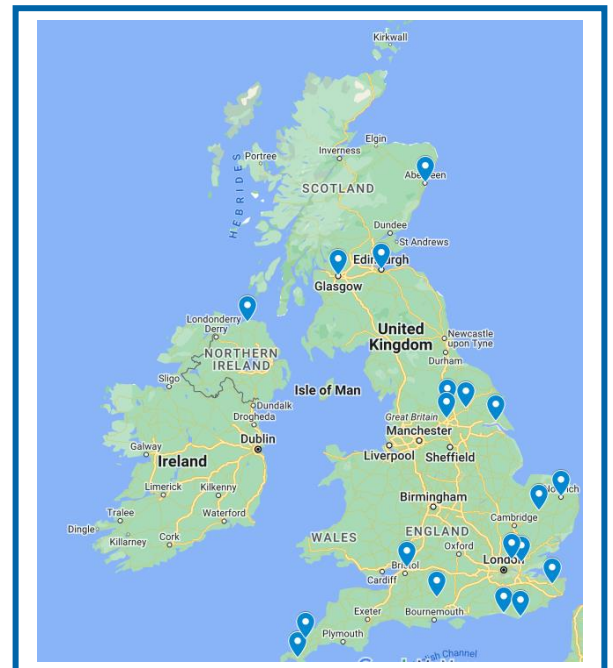 Kirkwall
Elgin
Inverness
Portree
Aberdeen
HEBRIDES
SCOTLAND
Dundee
St Andrews
Edinburgh
Glasgow
Londonderry
Derry
United
Kingdom
Newcastle
upon Tyne
NORTHERN
IRELAND
Durham
Sligo
Isle of Man
Dundalk
Drogheda
Great Britain
Manchester
Galway
Dublin
Liverpool
Sheffield
Ireland
Limerick
Kilkenny
Norwich
Birmingham
Tralee
Waterford
Cambridge
Dingle
Killarney
Cork
WALES
ENGLAND
Oxford
London
Bristol
Cardiff
Exeter
Bournemouth
Plymouth
Channel